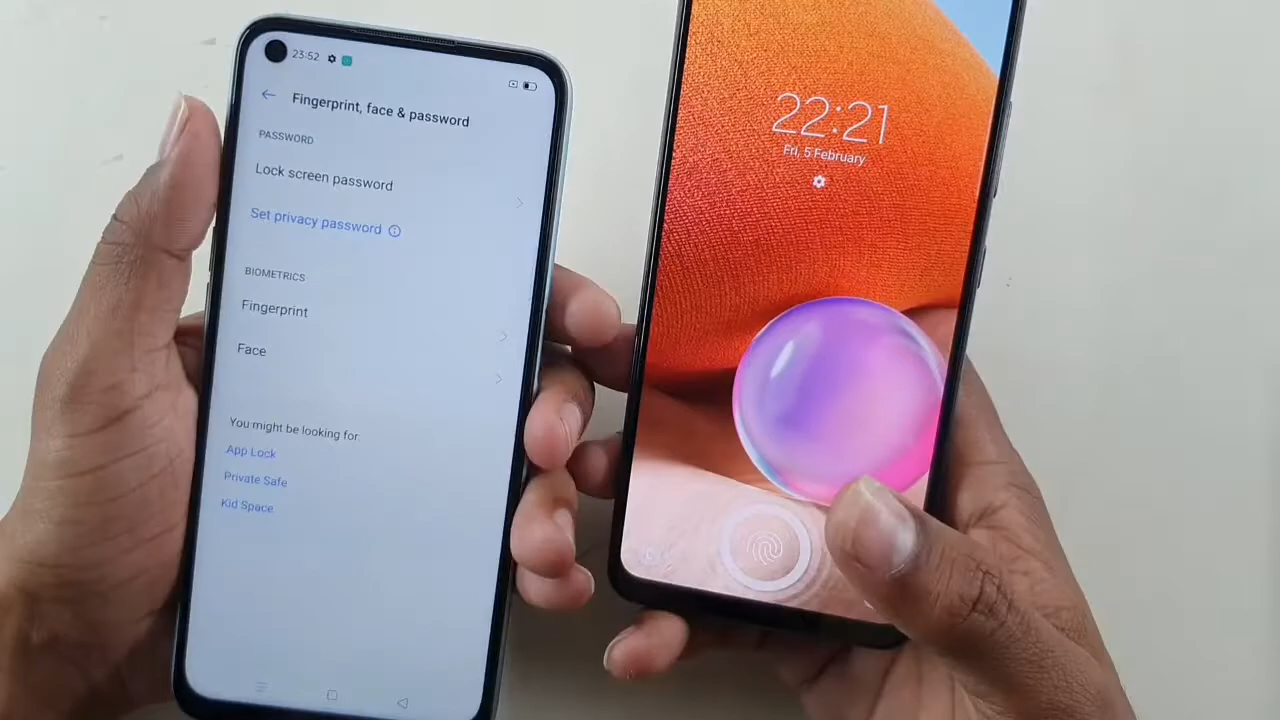 23:52
Fingerprint, face & password
PASSWORD
Lock screen password
Set privacy password
BIOMETRICS
Fingerprint
Face
You might be looking for:
App Lock
Private Safe
Kid Space
22:21
Fri, 5 February